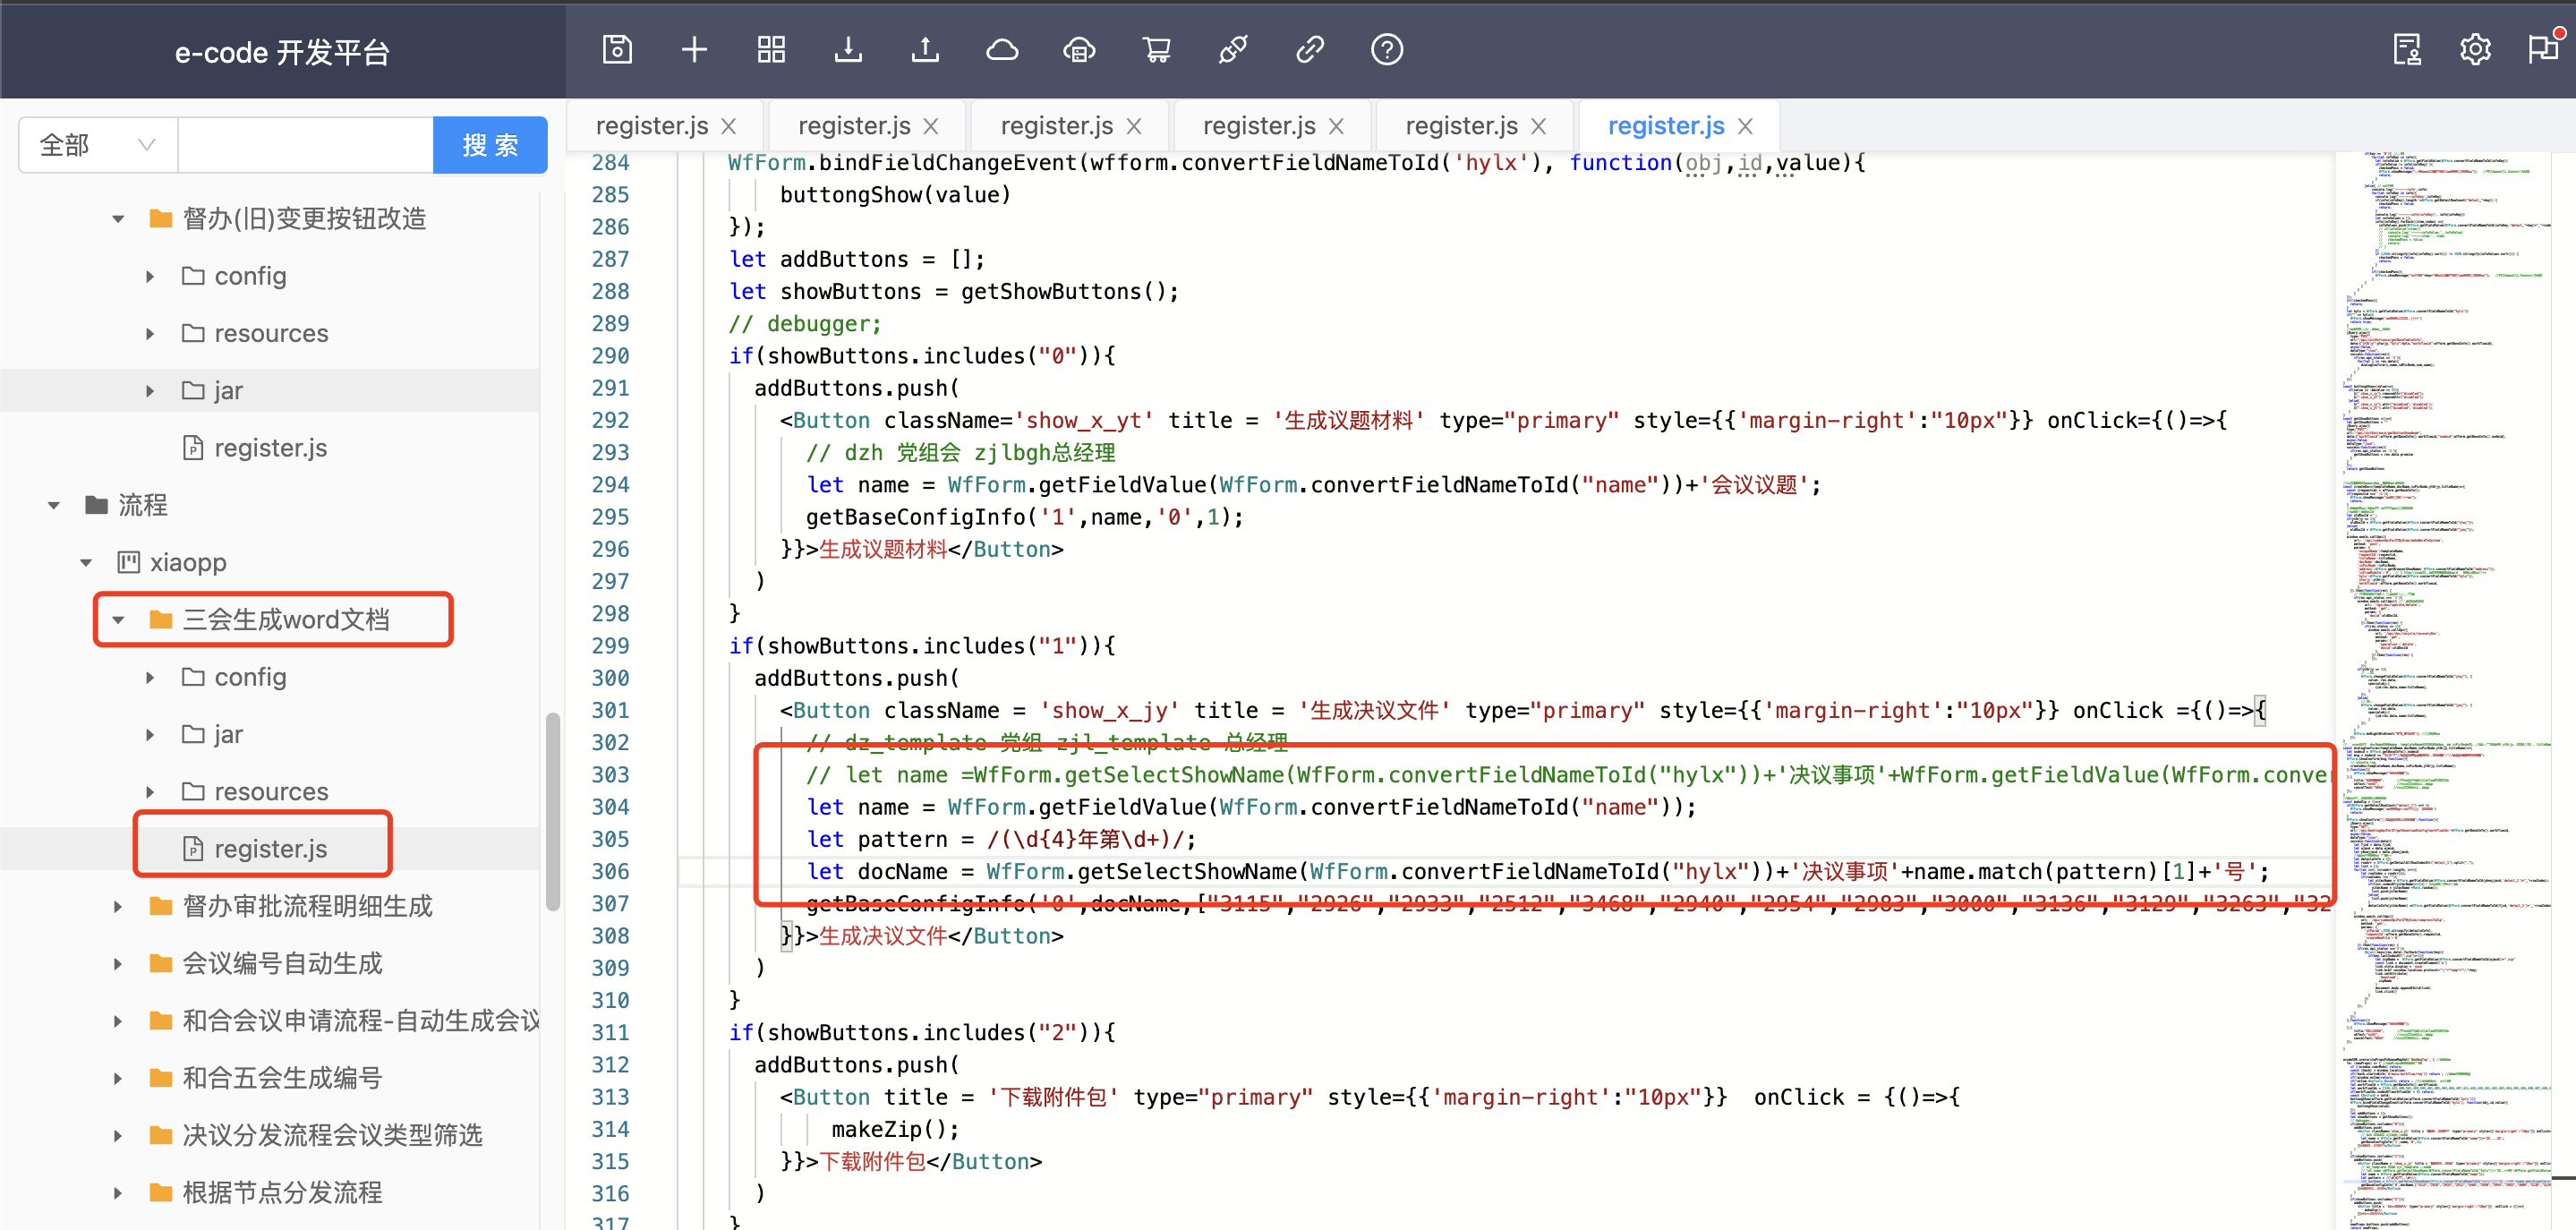 e-code 开发平台
全部
搜 索
督办(旧)变更按钮改造
config
resources
jar
register.js
流程
xiaopp
三会生成word文档
config
jar
resources
register.js
督办审批流程明细生成
会议编号自动生成
和合会议申请流程-自动生成会议
和合五会生成编号
决议分发流程会议类型筛选
根据节点分发流程
register.js register.js register.js register.js register.js register.js
284 WfForm.bindFieldChangeEvent(wfform.convertFieldNameToId('hylx'), function(obj,id,value){
285 buttongShow(value)
286 });
287 let addButtons = [];
288 let showButtons = getShowButtons();
289 // debugger;
290 if(showButtons.includes("0")){
291 addButtons.push(
292 <Button className='show_x_yt' title = '生成议题材料' type="primary" style={{'margin-right':"10px"}} onClick={()=>{
293 // dzh 党组会 zjlbgh总经理
294 let name = WfForm.getFieldValue(WfForm.convertFieldNameToId("name"))+'会议议题';
295 getBaseConfigInfo('1',name,'0',1);
296 }}>生成议题材料</Button>
297 )
298 }
299 if(showButtons.includes("1")){
300 addButtons.push(
301 <Button className = 'show_x_jy' title = '生成决议文件' type="primary" style={{'margin-right':"10px"}} onClick ={()=>{
302 // dz_template 党组 zjl_template 总经理
303 // let name =WfForm.getSelectShowName(WfForm.convertFieldNameToId("hylx"))+'决议事项'+WfForm.getFieldValue(WfForm.conver
304 let name = WfForm.getFieldValue(WfForm.convertFieldNameToId("name"));
305 let pattern = /(\d{4}年第\d+)/;
306 let docName = WfForm.getSelectShowName(WfForm.convertFieldNameToId("hylx"))+'决议事项'+name.match(pattern)[1]+'号';
307 getBaseConfigInfo('0',docName,["3115","2926","2933","2512","3468","2940","2954","2983","3000","3136","3129","3263","32
308 }}>生成决议文件</Button>
309 )
310 }
311 if(showButtons.includes("2")){
312 addButtons.push(
313 <Button title = '下载附件包' type="primary" style={{'margin-right':"10px"}} onClick = {()=>{
314 makeZip();
315 }}>下载附件包</Button>
316 )
317 }